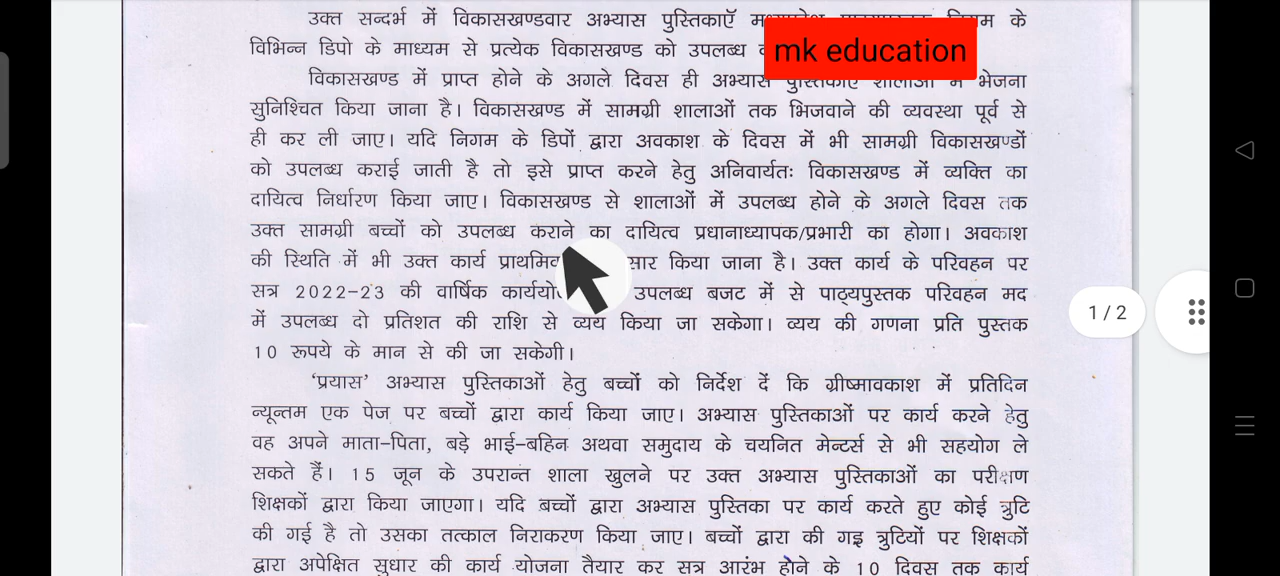 उक्त सन्दर्भ में विकासखण्डवार अभ्यास पुस्तिकाऍ के
mk education
विभिन्न डिपो के माध्यम से प्रत्येक विकासखण्ड को उपलब्ध
विकासखण्ड में प्राप्त होने के अगले दिवस ही अभ्यास पुस्तिकाऍ शालाओं में भेजना
सुनिश्चित किया जाना है। विकासखण्ड में सामग्री शालाओं तक भिजवाने की व्यवस्था पूर्व से
ही कर ली जाए। यदि निगम के डिपों द्वारा अवकाश के दिवस में भी सामग्री विकासखण्डों
को उपलब्ध कराई जाती है तो इसे प्राप्त करने हेतु अनिवार्यतः विकासखण्ड में व्यक्ति का
दायित्व निर्धारण किया जाए। विकासखण्ड से शालाओं में उपलब्ध होने के अगले दिवस तक
उक्त सामग्री बच्चों को उपलब्ध कराने का दायित्व प्रधानाध्यापक/प्रभारी का होगा। अवकाश
की स्थिति में भी उक्त कार्य किया जाना है। उक्त कार्य के परिवहन पर
सत्र 2022-23 की वार्षिक उपलब्ध बजट में से पाठ्यपुस्तक परिवहन मद
में उपलब्ध दो प्रतिशत की राशि से व्यय किया जा सकेगा। व्यय की गणना प्रति पुस्तक
10 रूपये के मान से की जा सकेगी।
1 / 2
'प्रयास' अभ्यास पुस्तिकाओं हेतु बच्चों को निर्देश दें कि ग्रीष्मावकाश में प्रतिदिन
न्यून्तम एक पेज पर बच्चों द्वारा कार्य किया जाए। अभ्यास पुस्तिकाओं पर कार्य करने हेतु
वह अपने माता-पिता, बड़े भाई-बहिन अथवा समुदाय के चयनित मेन्टर्स से भी सहयोग ले
सकते हैं। 15 जून के उपरान्त शाला खुलने पर उक्त अभ्यास पुस्तिकाओं का परीक्षण
शिक्षकों द्वारा किया जाएगा। यदि बच्चों द्वारा अभ्यास पुस्तिका पर कार्य करते हुए कोई त्रुटि
की गई है तो उसका तत्काल निराकरण किया जाए। बच्चों द्वारा की गइ त्रुटियों पर शिक्षकों
द्वारा अपेक्षित सुधार की कार्य योजना तैयार कर सत्र आरंभ होने के 10 दिवस तक कार्य